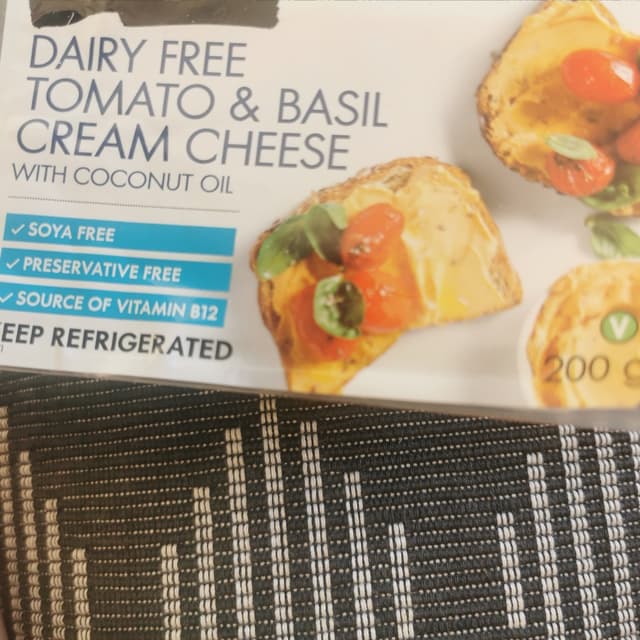 DAIRY FREE
TOMATO & BASIL
CREAM CHEESE
WITH COCONUT OIL
✓ SOYA FREE
✓ PRESERVATIVE FREE
✓ SOURCE OF VITAMIN B12
EEP REFRIGERATED
V
200 g